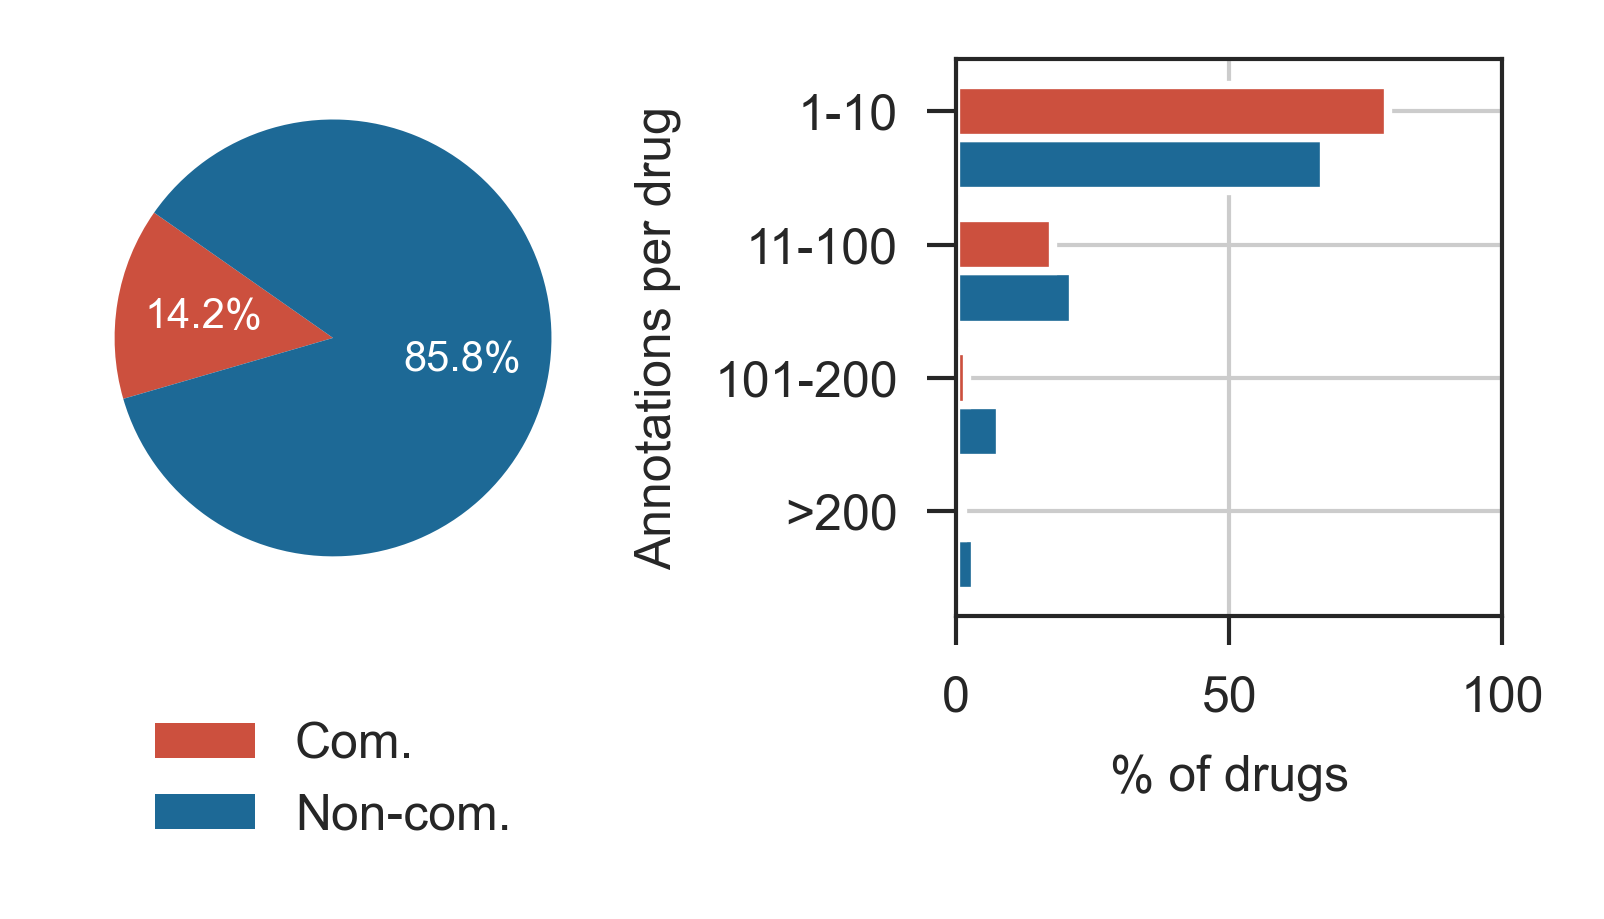 14.2%
85.8%
Com.
Non-com.
Annotations per drug
1-10
11-100
101-200
>200
0 50 100
% of drugs